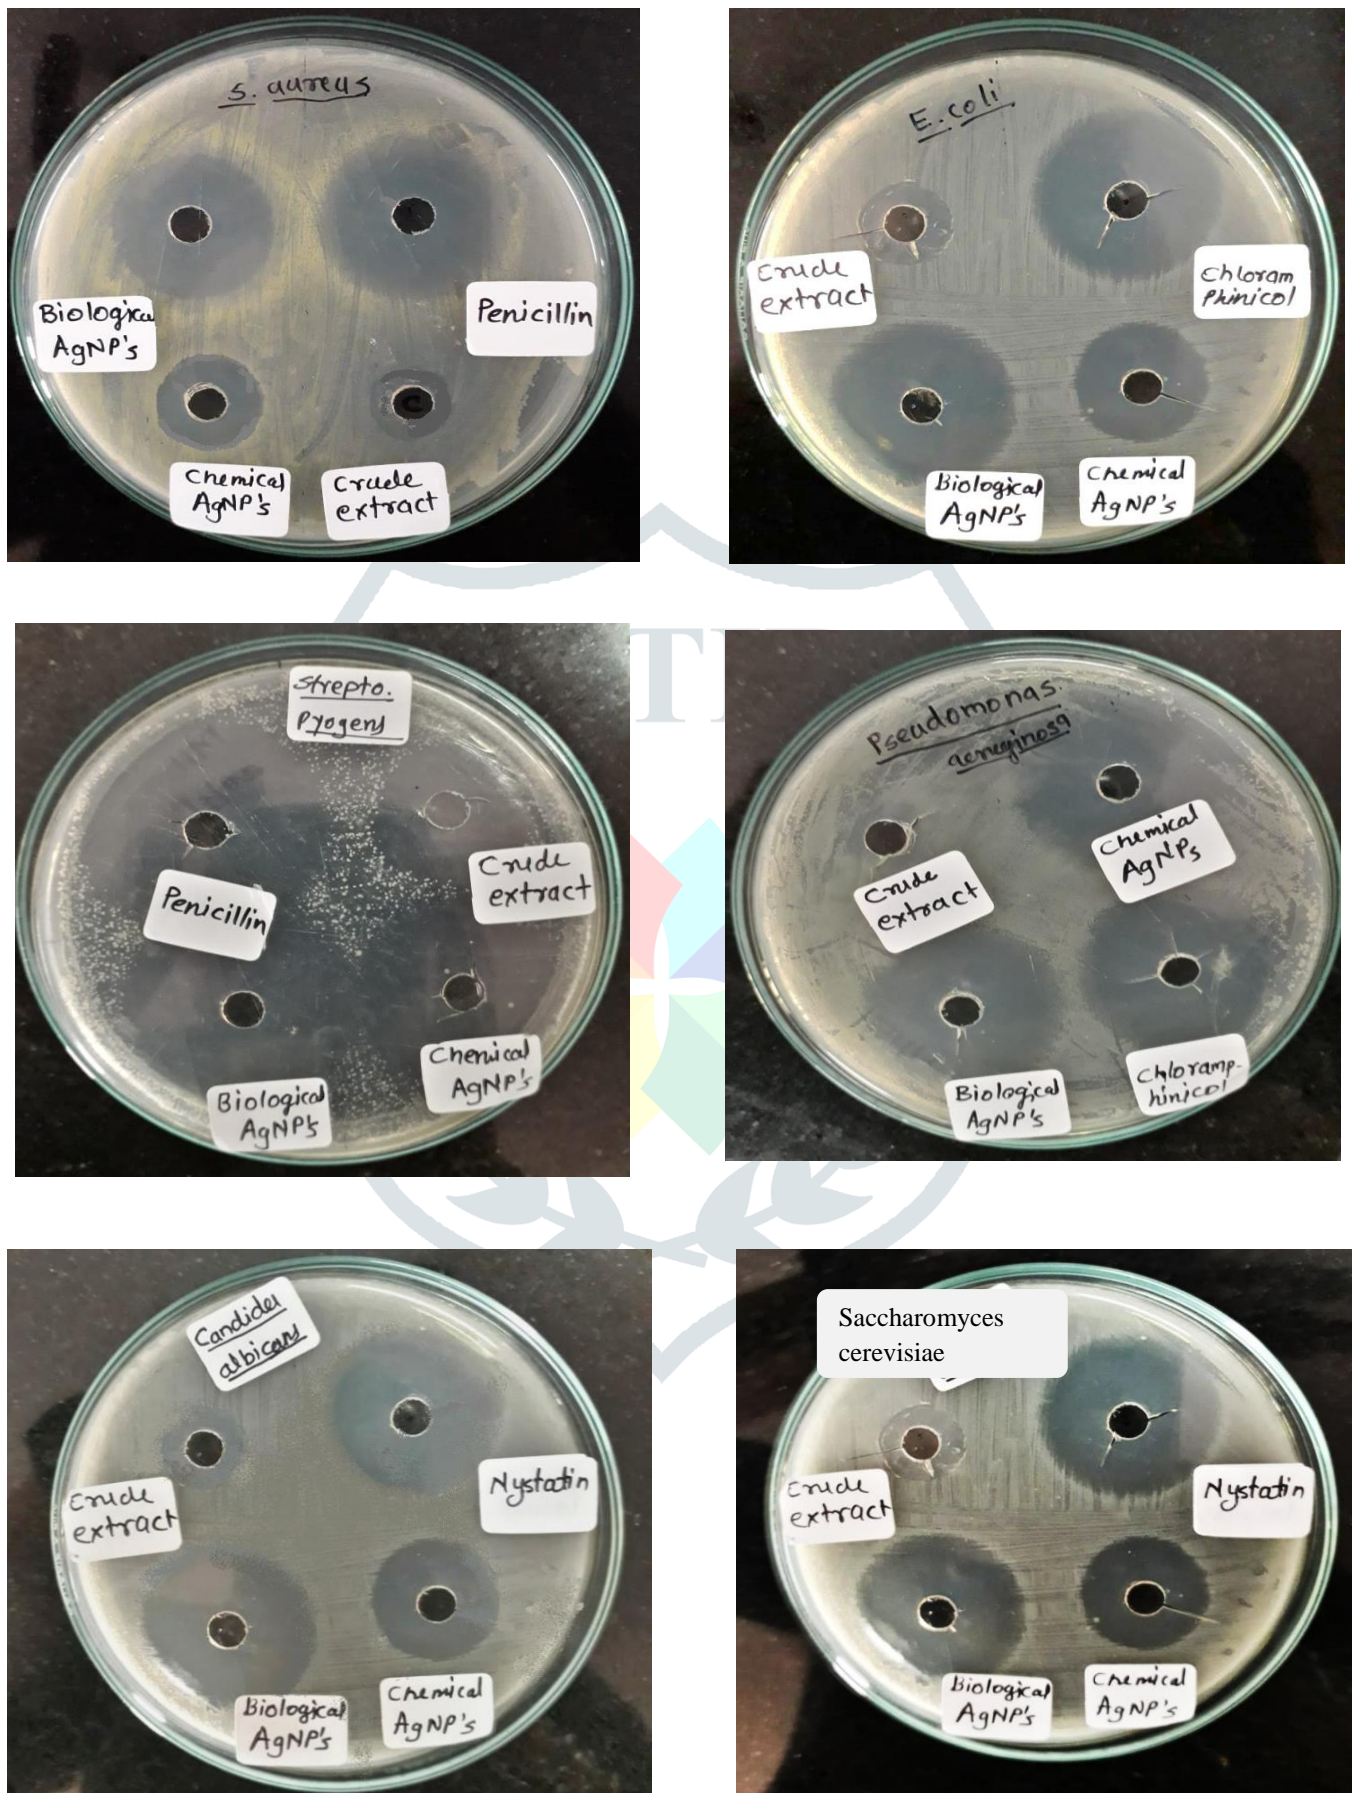 S. aureus
Biological
AgNP's
Penicillin
Chemical
AgNP's
Crude
extract
C
E. coli
Crude
extract
Chloram
Phinicol
Biological
AgNP's
Chemical
AgNP's
Strepto.
Pyogens
Penicillin
Crude
extract
Biological
AgNP's
Chemical
AgNP's
Pseudomonas.
aeruginosa
Crude
extract
Chemical
AgNPs
Biological
AgNP's
Chloramp-
hinicol
Candida
albicans
Crude
extract
Nystatin
Biological
AgNP's
Chemical
AgNP's
Saccharomyces
cerevisiae
Crude
extract
Nystatin
Biological
AgNP's
Chemical
AgNP's